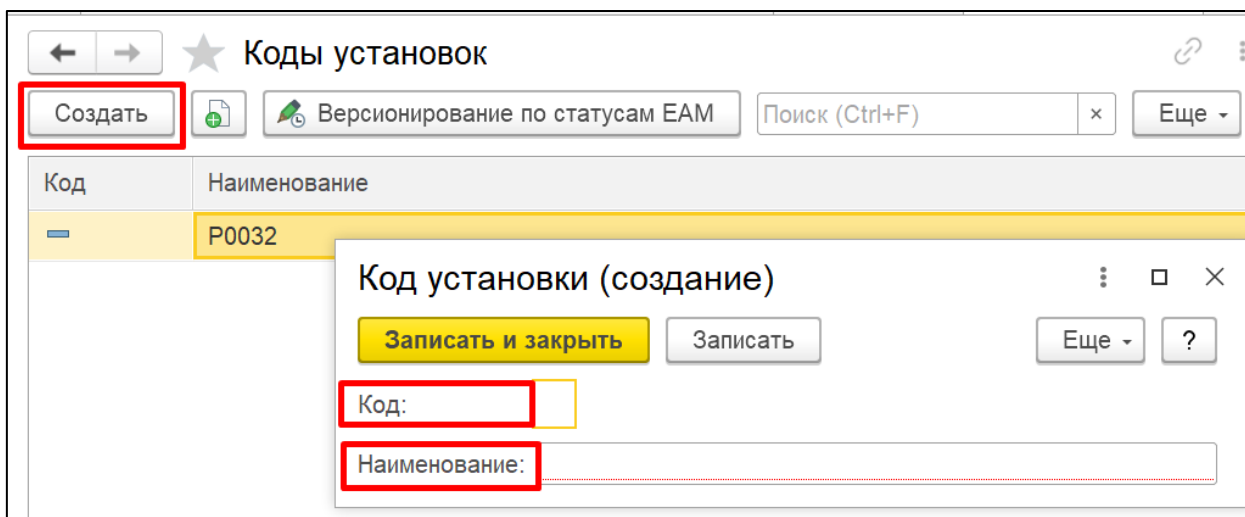 Коды установок
Создать Версионирование по статусам EAM Поиск (Ctrl+F) × Еще
Код Наименование
P0032
Код установки (создание)
Записать и закрыть Записать Еще ?
Код:
Наименование: